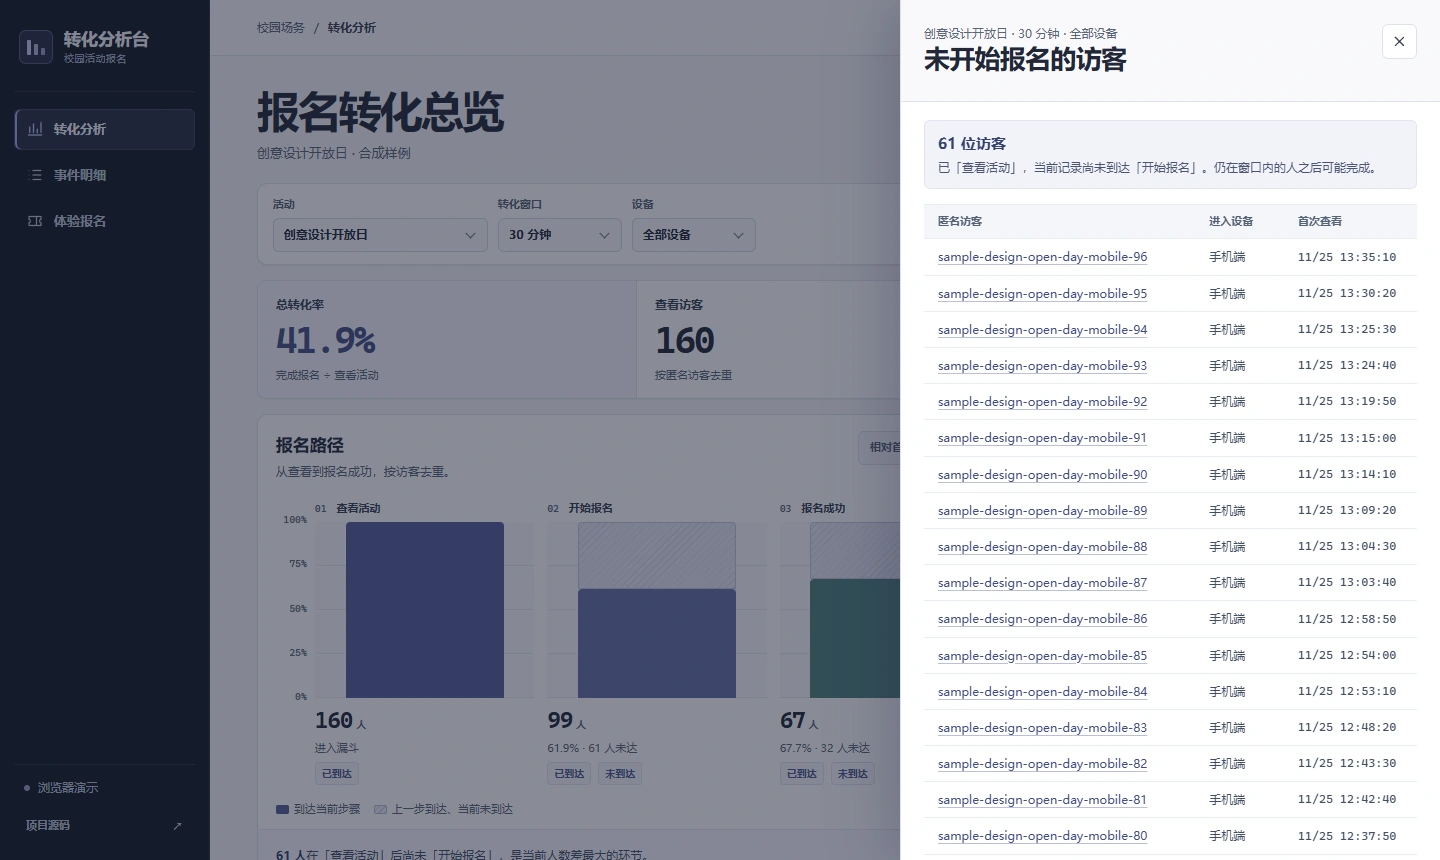 转化分析台
校园活动报名
转化分析
事件明细
体验报名
浏览器演示
项目源码 ↗
校园场务 / 转化分析
报名转化总览
创意设计开放日 · 合成样例
活动 转化窗口 设备
创意设计开放日 30 分钟 全部设备
总转化率 查看访客
41.9% 160
完成报名 ÷ 查看活动 按匿名访客去重
报名路径
相对首
从查看到报名成功，按访客去重。
01 查看活动 02 开始报名 03 报名成功
100%
75%
50%
25%
0%
160 人 99 人 67 人
进入漏斗 61.9% · 61 人未达 67.7% · 32 人未达
已到达 已到达 未到达 已到达 未到达
到达当前步骤 上一步到达、当前未到达
61 人在「查看活动」后尚未「开始报名」，是当前人数差最大的环节。
创意设计开放日 · 30 分钟 · 全部设备
未开始报名的访客
61 位访客
已「查看活动」，当前记录尚未到达「开始报名」。仍在窗口内的人之后可能完成。
匿名访客 进入设备 首次查看
sample-design-open-day-mobile-96 手机端 11/25 13:35:10
sample-design-open-day-mobile-95 手机端 11/25 13:30:20
sample-design-open-day-mobile-94 手机端 11/25 13:25:30
sample-design-open-day-mobile-93 手机端 11/25 13:24:40
sample-design-open-day-mobile-92 手机端 11/25 13:19:50
sample-design-open-day-mobile-91 手机端 11/25 13:15:00
sample-design-open-day-mobile-90 手机端 11/25 13:14:10
sample-design-open-day-mobile-89 手机端 11/25 13:09:20
sample-design-open-day-mobile-88 手机端 11/25 13:04:30
sample-design-open-day-mobile-87 手机端 11/25 13:03:40
sample-design-open-day-mobile-86 手机端 11/25 12:58:50
sample-design-open-day-mobile-85 手机端 11/25 12:54:00
sample-design-open-day-mobile-84 手机端 11/25 12:53:10
sample-design-open-day-mobile-83 手机端 11/25 12:48:20
sample-design-open-day-mobile-82 手机端 11/25 12:43:30
sample-design-open-day-mobile-81 手机端 11/25 12:42:40
sample-design-open-day-mobile-80 手机端 11/25 12:37:50